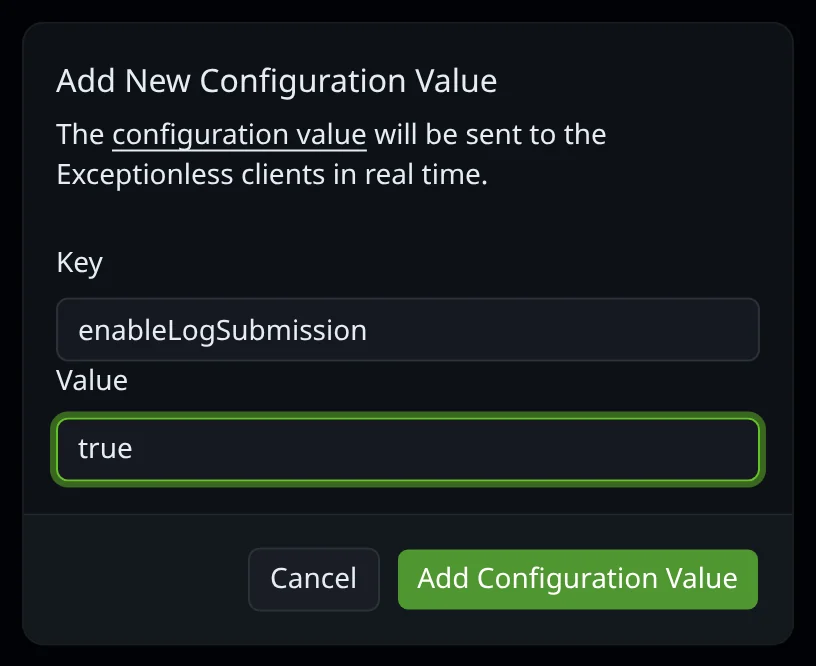 Add New Configuration Value
The configuration value will be sent to the
Exceptionless clients in real time.
Key
enableLogSubmission
Value
true
Cancel
Add Configuration Value